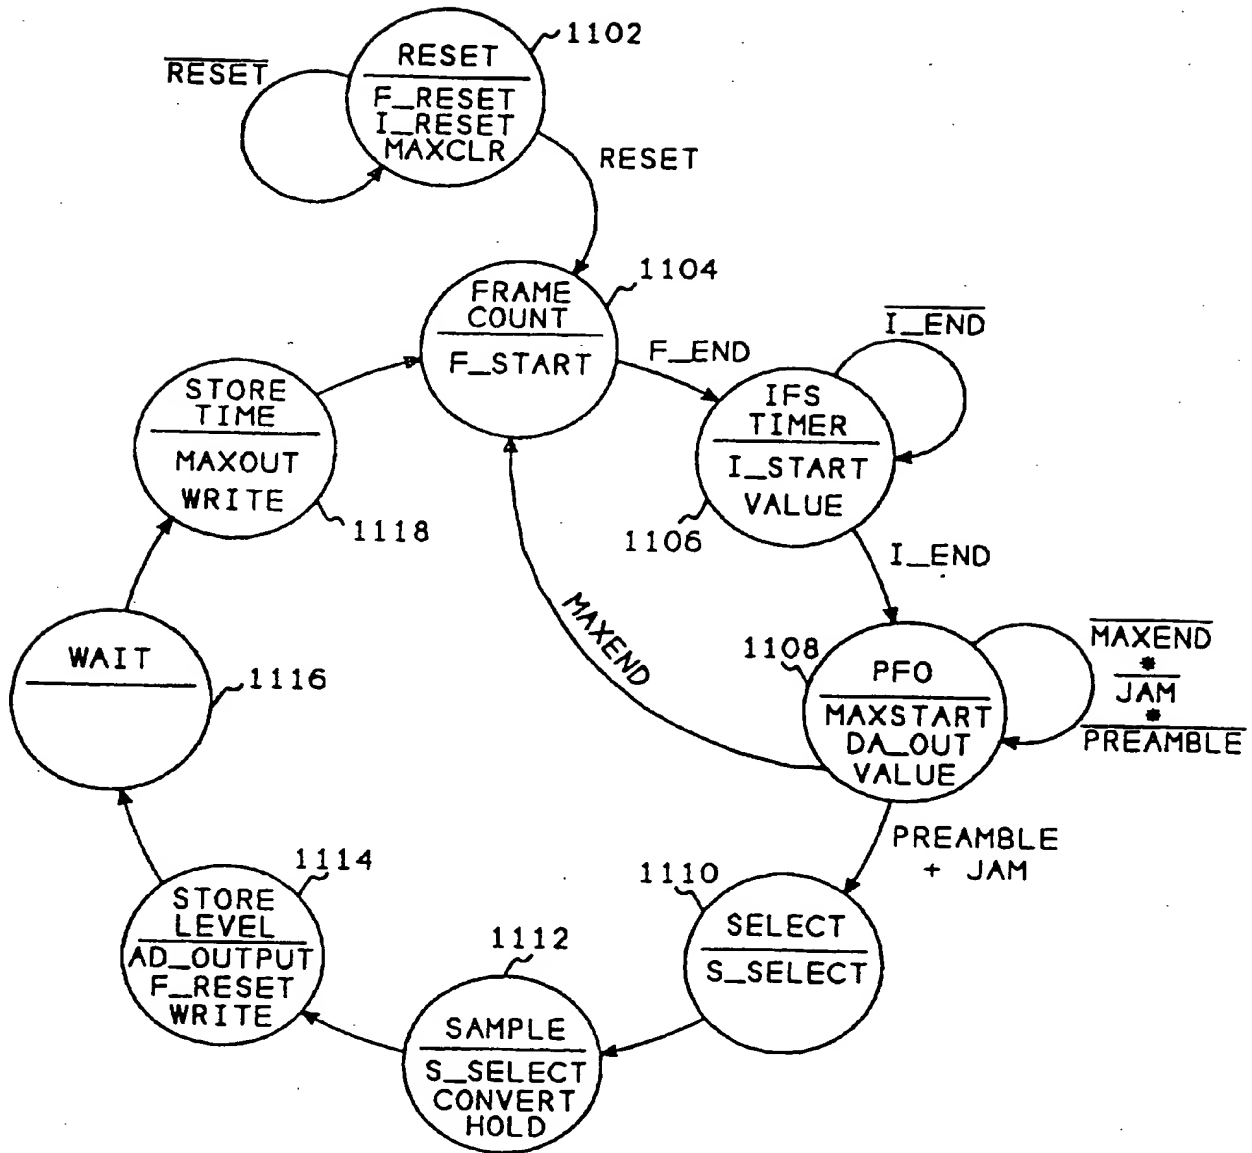 1102
RESET
RESET
F_RESET
I_RESET
MAXCLR
RESET
1104
FRAME
COUNT
F_START
F_END
I_END
IFS
TIMER
I_START
VALUE
1106
I_END
STORE
TIME
MAXOUT
WRITE
1118
MAXEND
WAIT
1116
1108
PFO
MAXSTART
DA_OUT
VALUE
MAXEND
*
JAM
*
PREAMBLE
PREAMBLE
+ JAM
1110
SELECT
S_SELECT
1112
SAMPLE
S_SELECT
CONVERT
HOLD
1114
STORE
LEVEL
AD_OUTPUT
F_RESET
WRITE